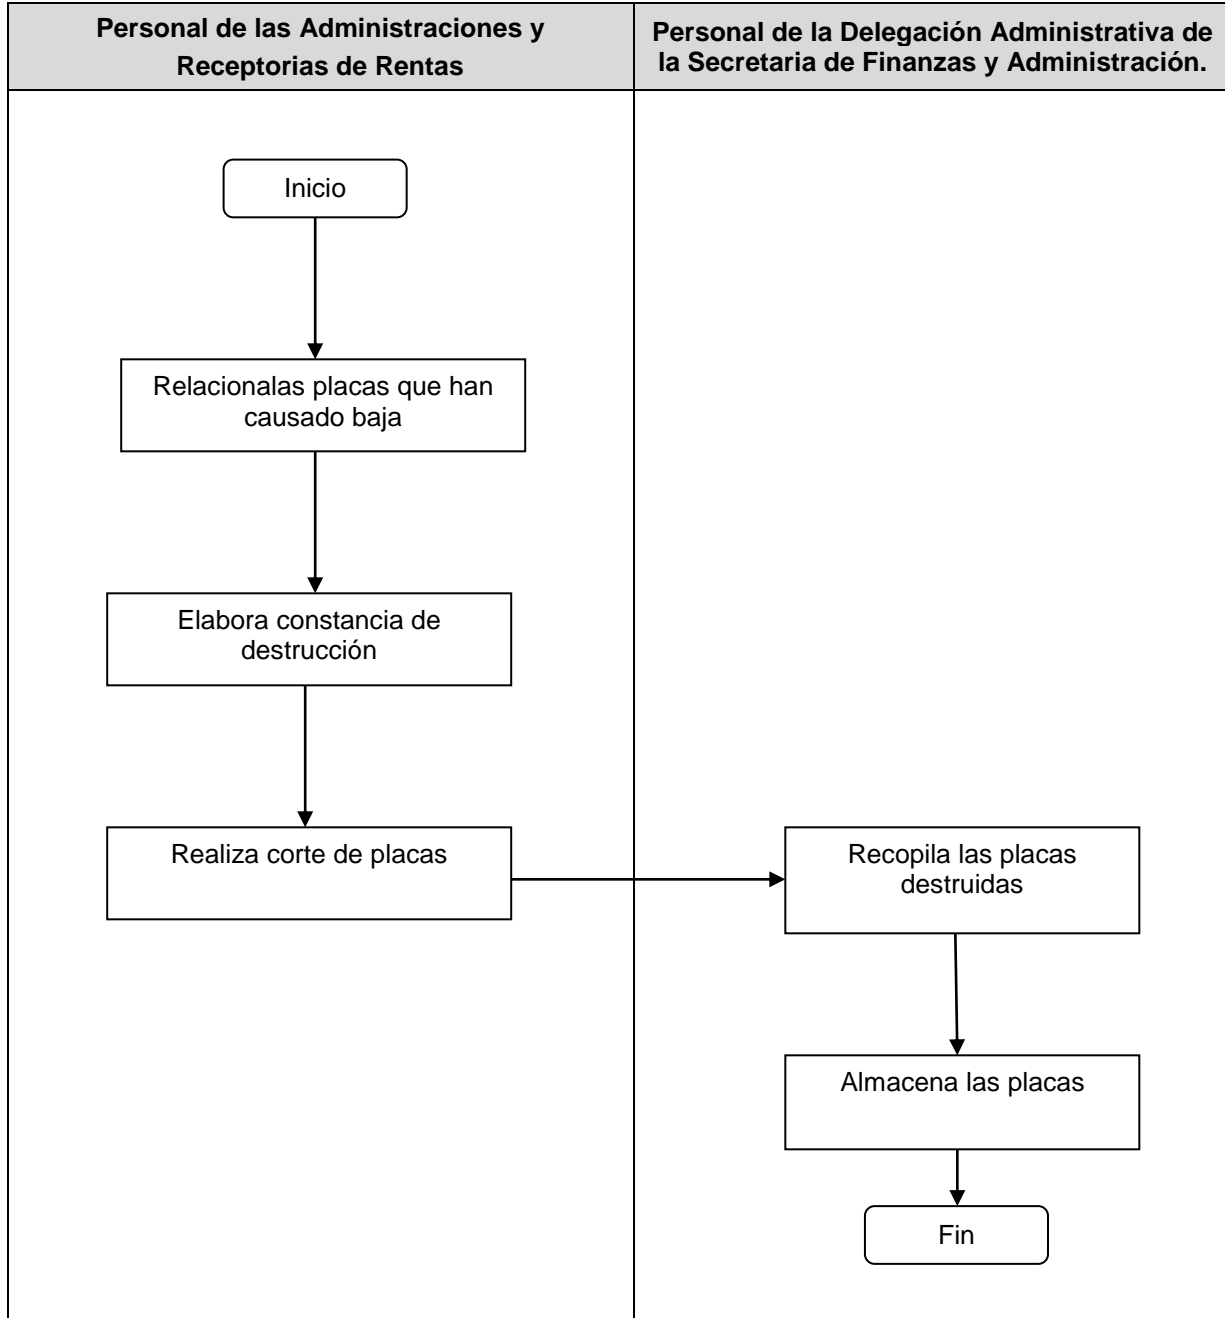 Personal de las Administraciones y
Receptorias de Rentas
Personal de la Delegación Administrativa de
la Secretaria de Finanzas y Administración.
Inicio
Relacionalas placas que han
causado baja
Elabora constancia de
destrucción
Realiza corte de placas
Recopila las placas
destruidas
Almacena las placas
Fin